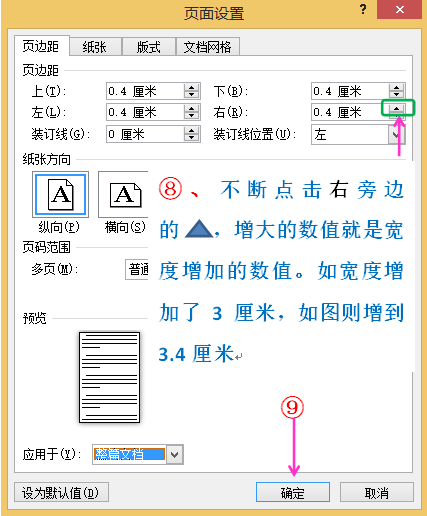 页面设置
?
页边距 纸张 版式 文档网格
页边距
上(T): 0.4 厘米 下(B): 0.4 厘米
左(L): 0.4 厘米 右(R): 0.4 厘米
装订线(G): 0 厘米 装订线位置(U): 左
纸张方向
纵向(P) 横向(S)
页码范围
多页(M): 普通
⑧、不断点击右旁边
的 ,增大的数值就是宽
度增加的数值。如宽度增
加了 3 厘米，如图则增到
3.4 厘米
预览
⑨
应用于(Y): 整篇文档
设为默认值(D) 确定 取消